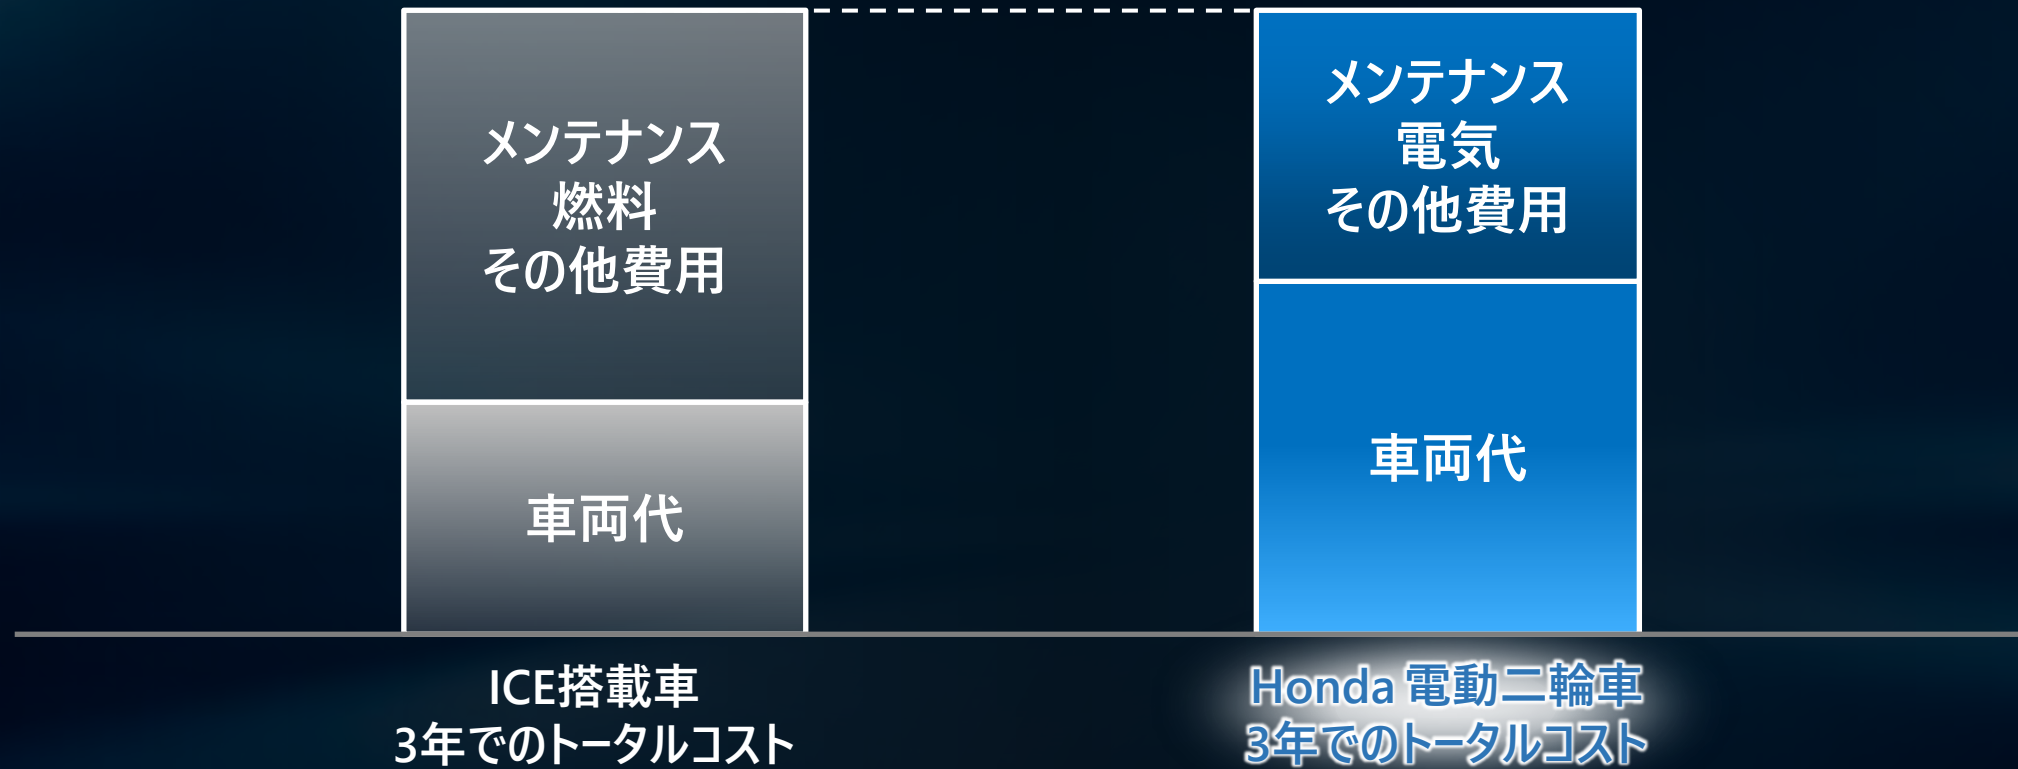 メンテナンス
燃料
その他費用
車両代
ICE搭載車
3年でのトータルコスト
メンテナンス
電気
その他費用
車両代
Honda 電動二輪車
3年でのトータルコスト